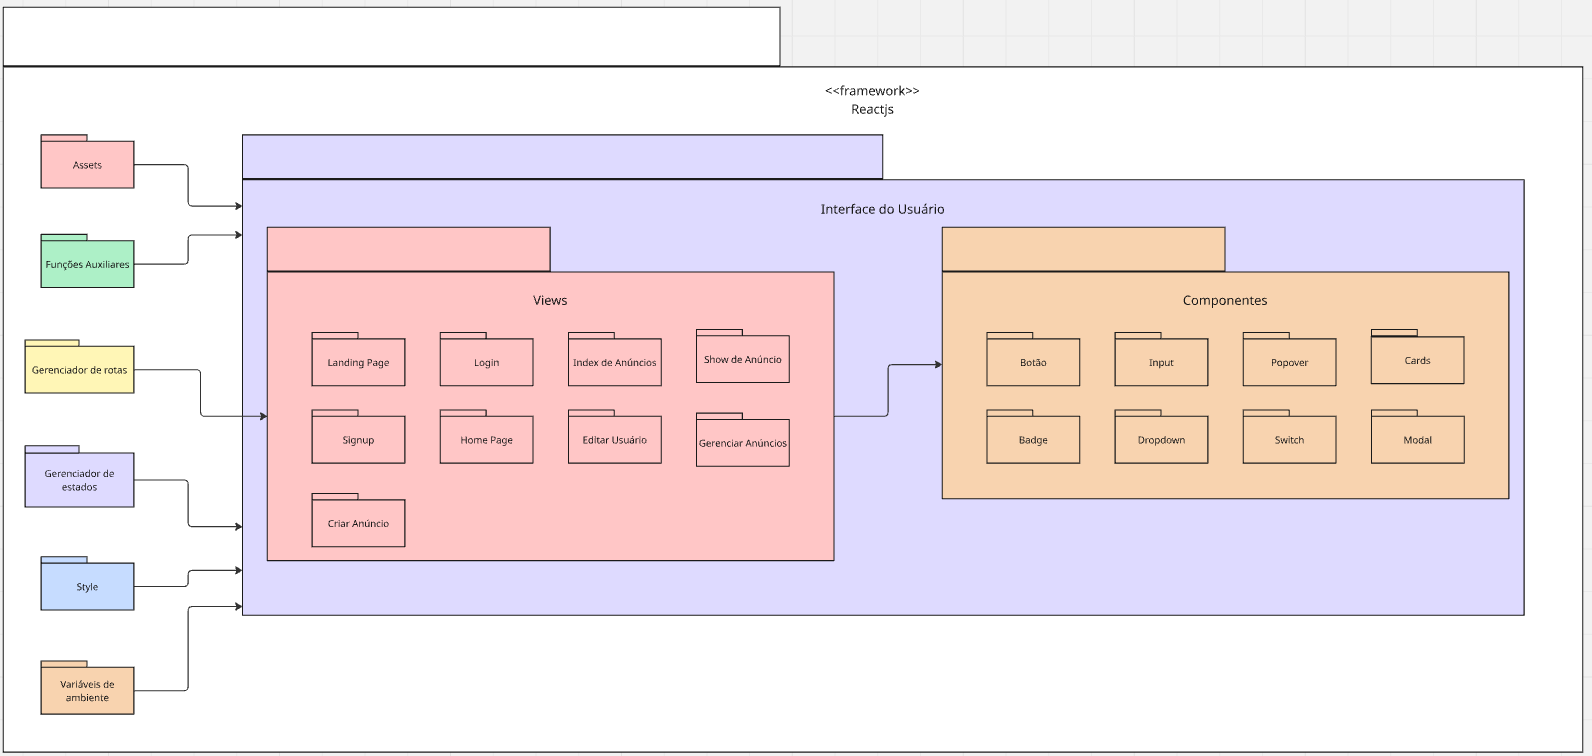 <<framework>>
Reactjs
Assets
Funções Auxiliares
Gerenciador de rotas
Gerenciador de
estados
Style
Variáveis de
ambiente
Interface do Usuário
Views
Landing Page
Login
Index de Anúncios
Show de Anúncio
Signup
Home Page
Editar Usuário
Gerenciar Anúncios
Criar Anúncio
Componentes
Botão
Input
Popover
Cards
Badge
Dropdown
Switch
Modal